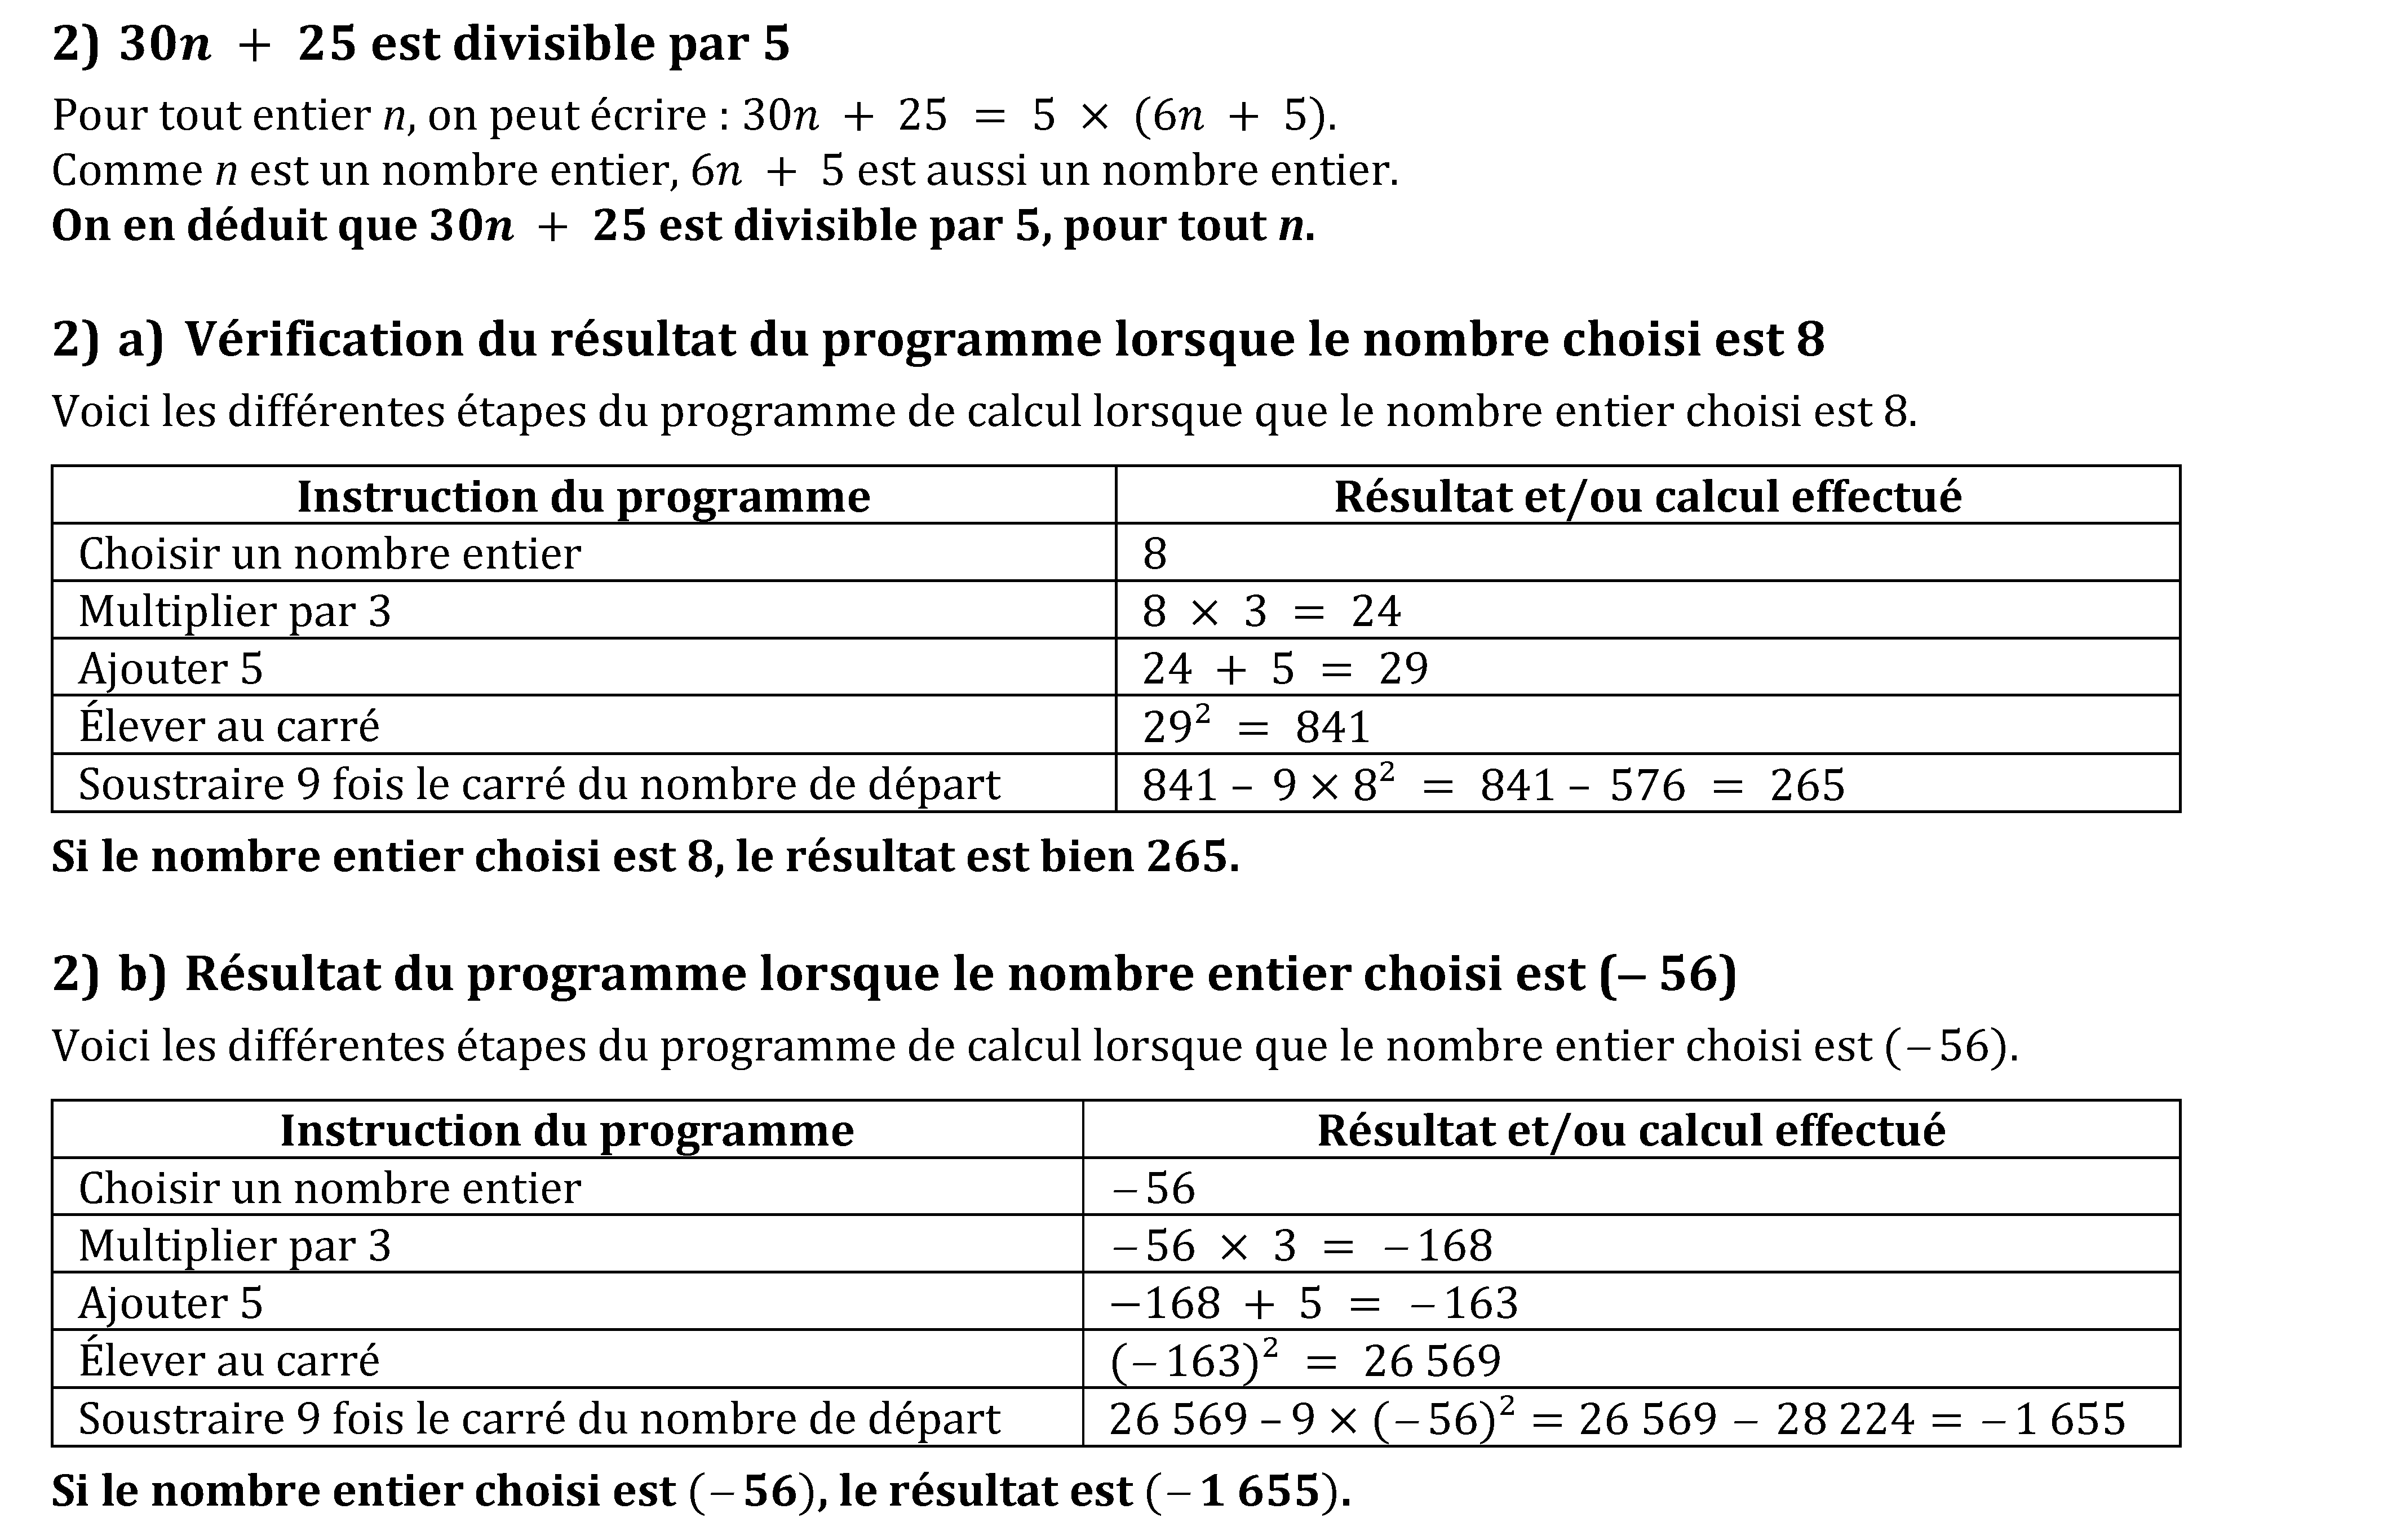 2) 30n + 25 est divisible par 5
Pour tout entier n, on peut écrire : 30n + 25 = 5 × (6n + 5).
Comme n est un nombre entier, 6n + 5 est aussi un nombre entier.
On en déduit que 30n + 25 est divisible par 5, pour tout n.
2) a) Vérification du résultat du programme lorsque le nombre choisi est 8
Voici les différentes étapes du programme de calcul lorsque que le nombre entier choisi est 8.
Instruction du programme Résultat et/ou calcul effectué
Choisir un nombre entier 8
Multiplier par 3 8 × 3 = 24
Ajouter 5 24 + 5 = 29
Élever au carré 29² = 841
Soustraire 9 fois le carré du nombre de départ 841 – 9 × 8² = 841 – 576 = 265
Si le nombre entier choisi est 8, le résultat est bien 265.
2) b) Résultat du programme lorsque le nombre entier choisi est (– 56)
Voici les différentes étapes du programme de calcul lorsque que le nombre entier choisi est (– 56).
Instruction du programme Résultat et/ou calcul effectué
Choisir un nombre entier – 56
Multiplier par 3 – 56 × 3 = – 168
Ajouter 5 −168 + 5 = – 163
Élever au carré (– 163)² = 26 569
Soustraire 9 fois le carré du nombre de départ 26 569 – 9 × (– 56)² = 26 569 − 28 224 = – 1 655
Si le nombre entier choisi est (– 56), le résultat est (– 1 655).